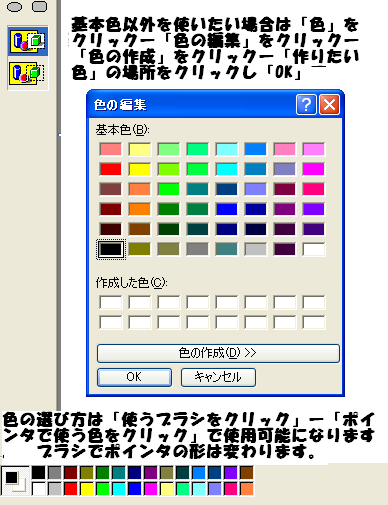 基本色以外を使いたい場合は「色」を
クリックー「色の編集」をクリックー
「色の作成」をクリックー「作りたい
色」の場所をクリックし「OK」
色の編集
基本色(B):
作成した色(C):
色の作成(D) >>
OK
キャンセル
色の選び方は「使うブラシをクリック」ー「ポイ
ンタで使う色をクリック」で使用可能になります
. ブラシでポインタの形は変わります。